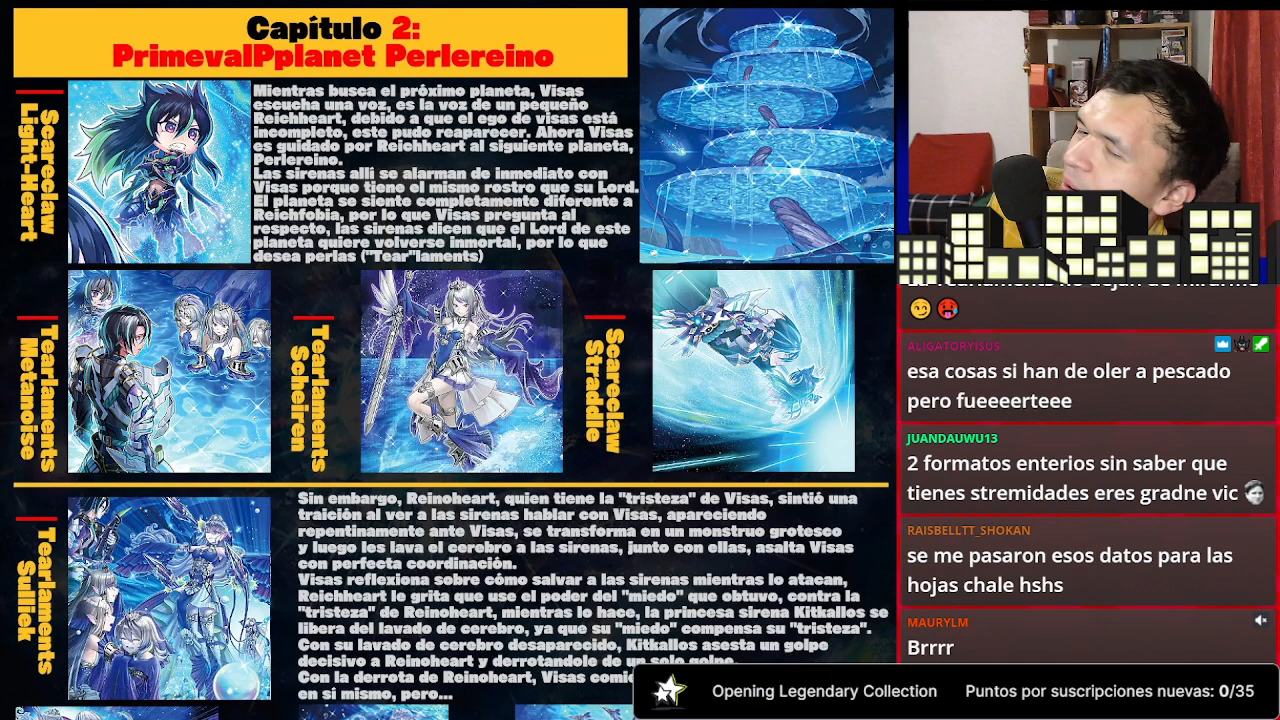 Capítulo 2:
PrimevalPplanet Perlereino
Scareclaw
Light-Heart
Mientras busca el próximo planeta, Visas
escucha una voz, es la voz de un pequeño
Reichheart, debido a que el ego de visas está
incompleto, este pudo reaparecer. Ahora Visas
es guiado por Reichheart al siguiente planeta,
Perlereino.
Las sirenas allí se alarman de inmediato con
Visas porque tiene el mismo rostro que su Lord.
El planeta se siente completamente diferente a
Reichfobia, por lo que Visas pregunta al
respecto, las sirenas dicen que el Lord de este
planeta quiere volverse inmortal, por lo que
desea perlas ("Tear"laments)
Tearlaments
Metanoise
Tearlaments
Scheiren
Scareclaw
Straddle
Tearlaments
Sulliek
Sin embargo, Reinoheart, quien tiene la "tristeza" de Visas, sintió una
traición al ver a las sirenas hablar con Visas, apareciendo
repentinamente ante Visas, se transforma en un monstruo grotesco
y luego les lava el cerebro a las sirenas, junto con ellas, asalta Visas
con perfecta coordinación.
Visas reflexiona sobre cómo salvar a las sirenas mientras lo atacan,
Reichheart le grita que use el poder del "miedo" que obtuvo, contra la
"tristeza" de Reinoheart, mientras lo hace, la princesa sirena Kitkallos se
libera del lavado de cerebro, ya que su "miedo" compensa su "tristeza".
Con su lavado de cerebro desaparecido, Kitkallos asesta un golpe
decisivo a Reinoheart y derrotandole de un solo golpe.
Con la derrota de Reinoheart, Visas
en sí mismo, pero...
ALIGATORYISUS
esa cosas si han de oler a pescado
pero fueeeerteee
JUANDAUWU13
2 formatos enterios sin saber que
tienes stremidades eres gradne vic
RAISBELLTT_SHOKAN
se me pasaron esos datos para las
hojas chale hshs
MAURYLM
Brrrr
Opening Legendary Collection
Puntos por suscripciones nuevas: 0/35